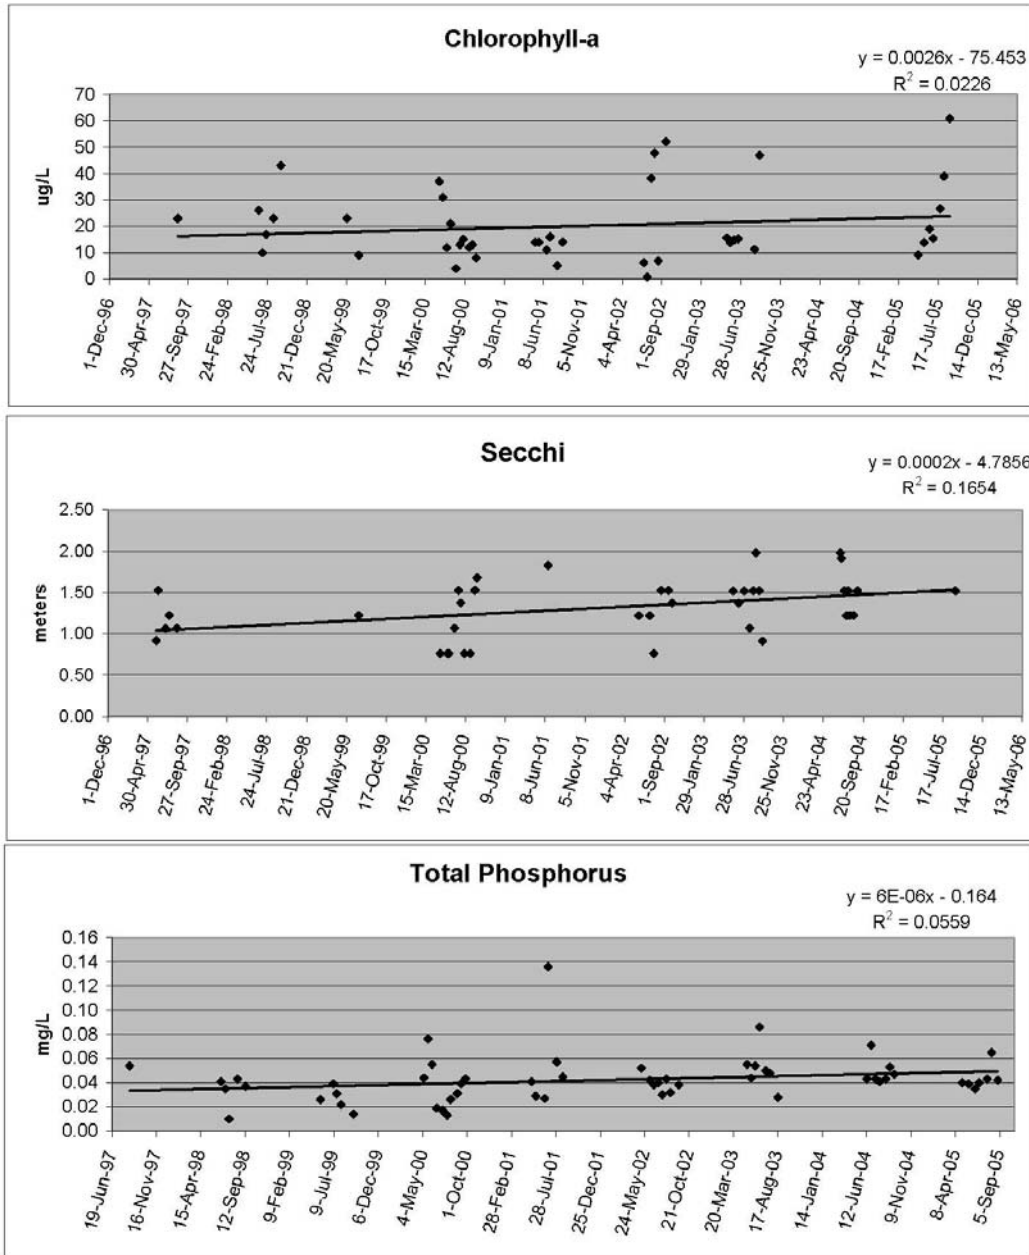 Chlorophyll-a
y = 0.0026x - 75.453
R² = 0.0226
70
60
50
40
30
20
10
0
ug/L
1-Dec-96
30-Apr-97
27-Sep-97
24-Feb-98
24-Jul-98
21-Dec-98
20-May-99
17-Oct-99
15-Mar-00
12-Aug-00
9-Jan-01
8-Jun-01
5-Nov-01
4-Apr-02
1-Sep-02
29-Jan-03
28-Jun-03
25-Nov-03
23-Apr-04
20-Sep-04
17-Feb-05
17-Jul-05
14-Dec-05
13-May-06
Secchi
y = 0.0002x - 4.7856
R² = 0.1654
2.50
2.00
1.50
1.00
0.50
0.00
meters
1-Dec-96
30-Apr-97
27-Sep-97
24-Feb-98
24-Jul-98
21-Dec-98
20-May-99
17-Oct-99
15-Mar-00
12-Aug-00
9-Jan-01
8-Jun-01
5-Nov-01
4-Apr-02
1-Sep-02
29-Jan-03
28-Jun-03
25-Nov-03
23-Apr-04
20-Sep-04
17-Feb-05
17-Jul-05
14-Dec-05
13-May-06
Total Phosphorus
y = 6E-06x - 0.164
R² = 0.0559
0.16
0.14
0.12
0.10
0.08
0.06
0.04
0.02
0.00
mg/L
19-Jun-97
16-Nov-97
15-Apr-98
12-Sep-98
9-Feb-99
9-Jul-99
6-Dec-99
4-May-00
1-Oct-00
28-Feb-01
28-Jul-01
25-Dec-01
24-May-02
21-Oct-02
20-Mar-03
17-Aug-03
14-Jan-04
12-Jun-04
9-Nov-04
8-Apr-05
5-Sep-05